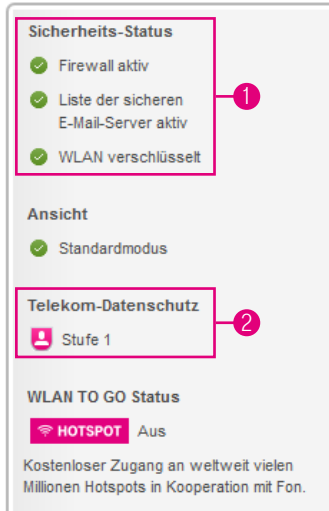 Sicherheits-Status
Firewall aktiv
1
Liste der sicheren
E-Mail-Server aktiv
WLAN verschlüsselt
Ansicht
Standardmodus
Telekom-Datenschutz
2
Stufe 1
WLAN TO GO Status
HOTSPOT Aus
Kostenloser Zugang an weltweit vielen
Millionen Hotspots in Kooperation mit Fon.